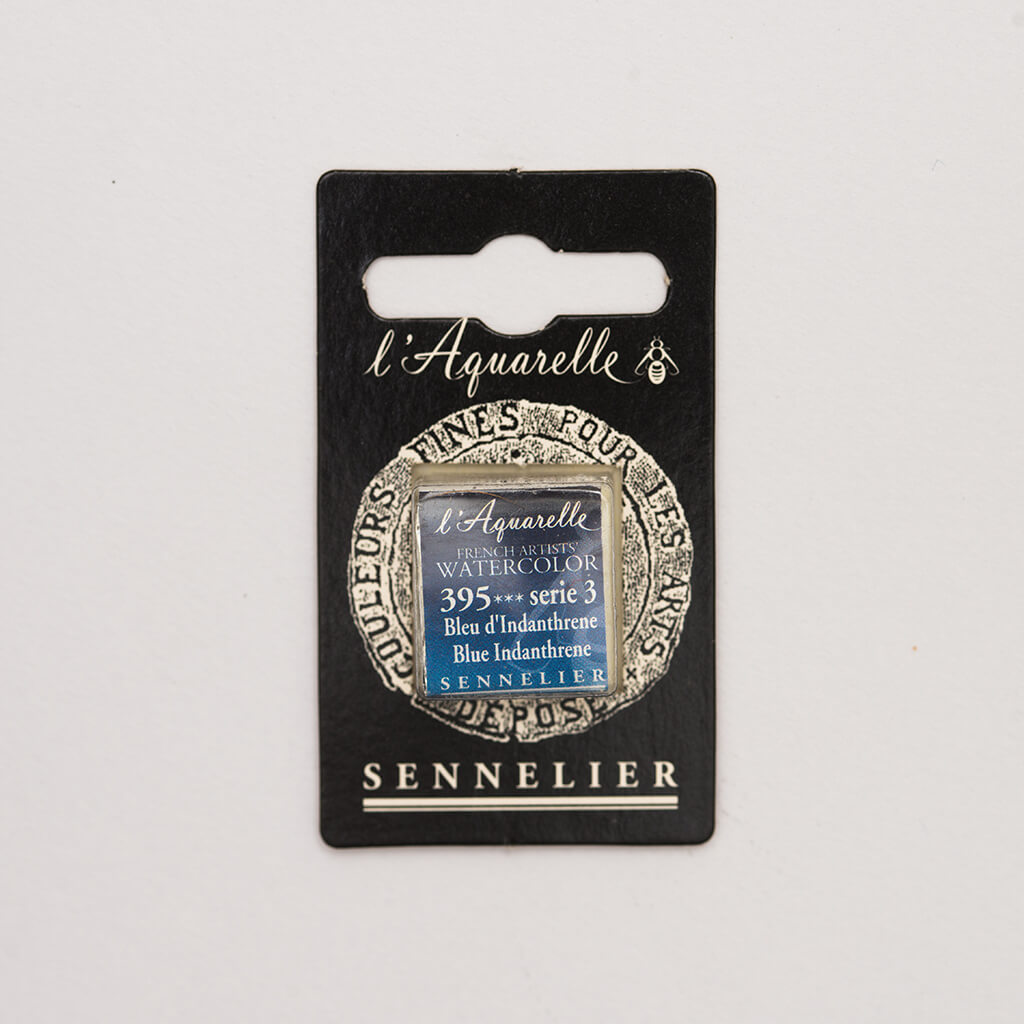 l'Aquarelle
COULEURS FINES POUR LES ARTS
DÉPOSÉ
l'Aquarelle
FRENCH ARTISTS'
WATERCOLOR
395*** serie 3
Bleu d'Indanthrene
Blue Indanthrene
SENNELIER
SENNELIER